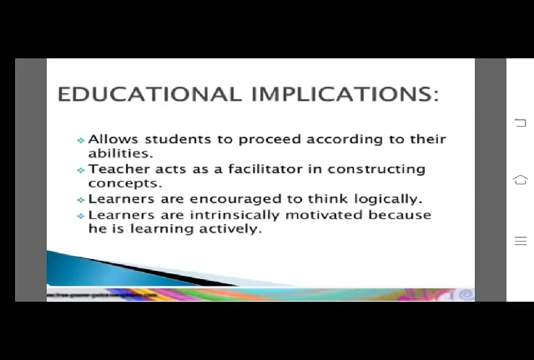 EDUCATIONAL IMPLICATIONS:
Allows students to proceed according to their
abilities.
Teacher acts as a facilitator in constructing
concepts.
Learners are encouraged to think logically.
Learners are intrinsically motivated because
he is learning actively.